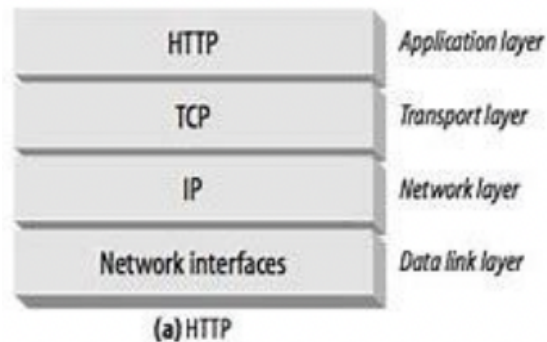 HTTP Application layer
TCP Transport layer
IP Network layer
Network interfaces Data link layer
(a) HTTP